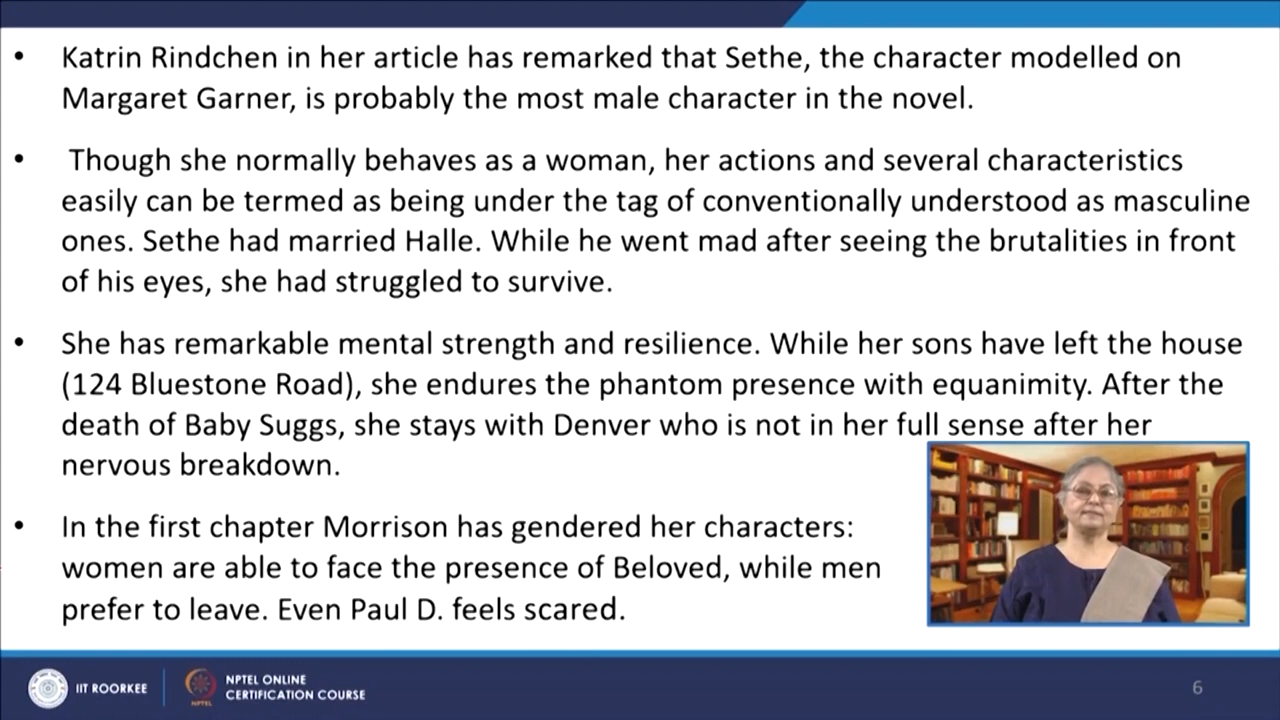 • Katrin Rindchen in her article has remarked that Sethe, the character modelled on
Margaret Garner, is probably the most male character in the novel.
• Though she normally behaves as a woman, her actions and several characteristics
easily can be termed as being under the tag of conventionally understood as masculine
ones. Sethe had married Halle. While he went mad after seeing the brutalities in front
of his eyes, she had struggled to survive.
• She has remarkable mental strength and resilience. While her sons have left the house
(124 Bluestone Road), she endures the phantom presence with equanimity. After the
death of Baby Suggs, she stays with Denver who is not in her full sense after her
nervous breakdown.
• In the first chapter Morrison has gendered her characters:
women are able to face the presence of Beloved, while men
prefer to leave. Even Paul D. feels scared.
IIT ROORKEE
NPTEL
NPTEL ONLINE
CERTIFICATION COURSE
6